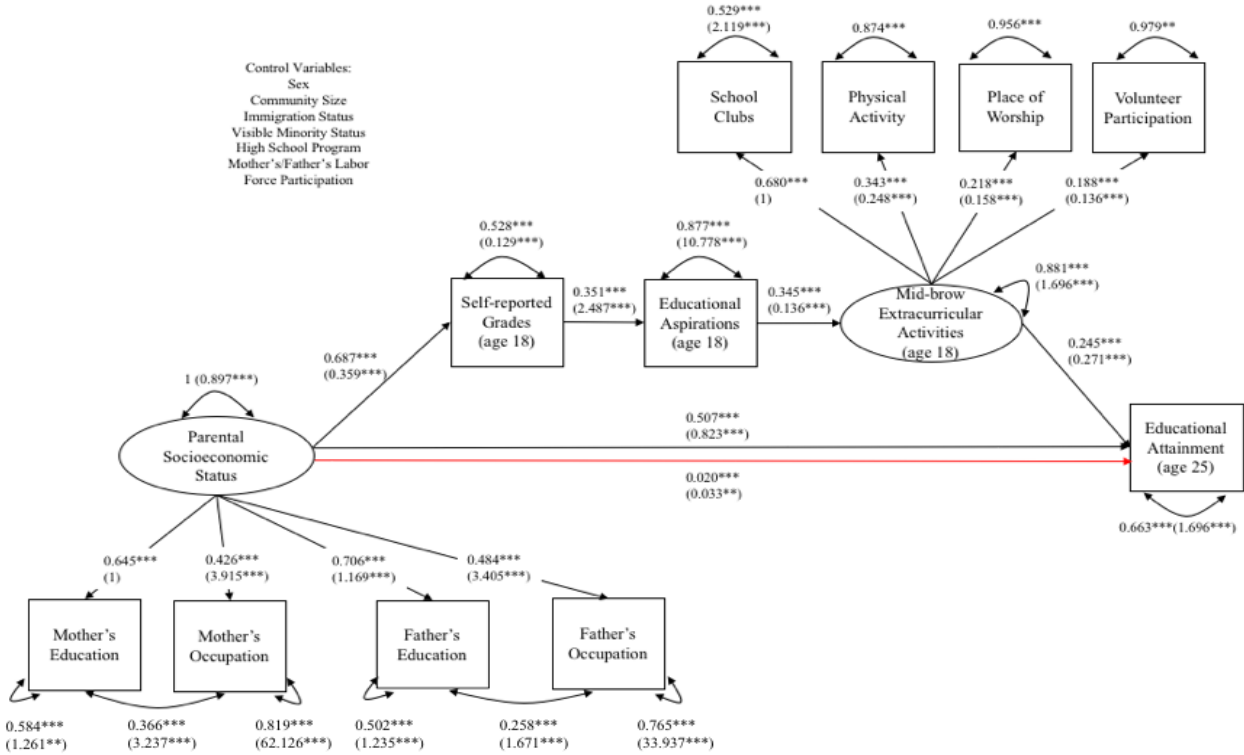 0.529***
(2.119***)
0.874***
0.956***
0.979**
Control Variables:
Sex
Community Size
Immigration Status
Visible Minority Status
High School Program
Mother's/Father's Labor
Force Participation
School
Clubs
Physical
Activity
Place of
Worship
Volunteer
Participation
0.680***
(1)
0.343***
(0.248***)
0.218***
(0.158***)
0.188***
(0.136***)
0.528***
(0.129***)
0.877***
(10.778***)
0.881***
(1.696***)
Self-reported
Grades
(age 18)
0.351***
(2.487***)
Educational
Aspirations
(age 18)
0.345***
(0.136***)
Mid-brow
Extracurricular
Activities
(age 18)
0.687***
(0.359***)
0.245***
(0.271***)
1 (0.897***)
Parental
Socioeconomic
Status
0.507***
(0.823***)
0.020***
(0.033**)
Educational
Attainment
(age 25)
0.663***(1.696***)
0.645***
(1)
0.426***
(3.915***)
0.706***
(1.169***)
0.484***
(3.405***)
Mother's
Education
Mother's
Occupation
Father's
Education
Father's
Occupation
0.584***
(1.261**)
0.366***
(3.237***)
0.819***
(62.126***)
0.502***
(1.235***)
0.258***
(1.671***)
0.765***
(33.937***)